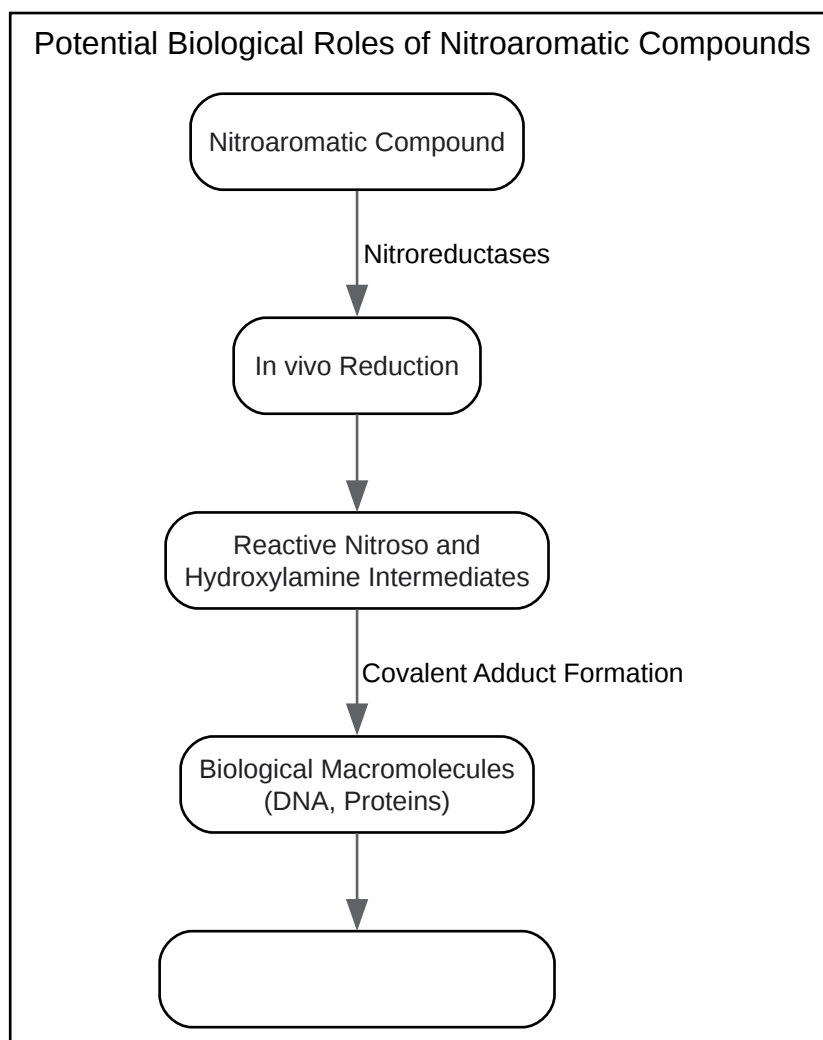 Potential Biological Roles of Nitroaromatic Compounds
Nitroaromatic Compound
Nitroreductases
In vivo Reduction
Reactive Nitroso and
Hydroxylamine Intermediates
Covalent Adduct Formation
Biological Macromolecules
(DNA, Proteins)